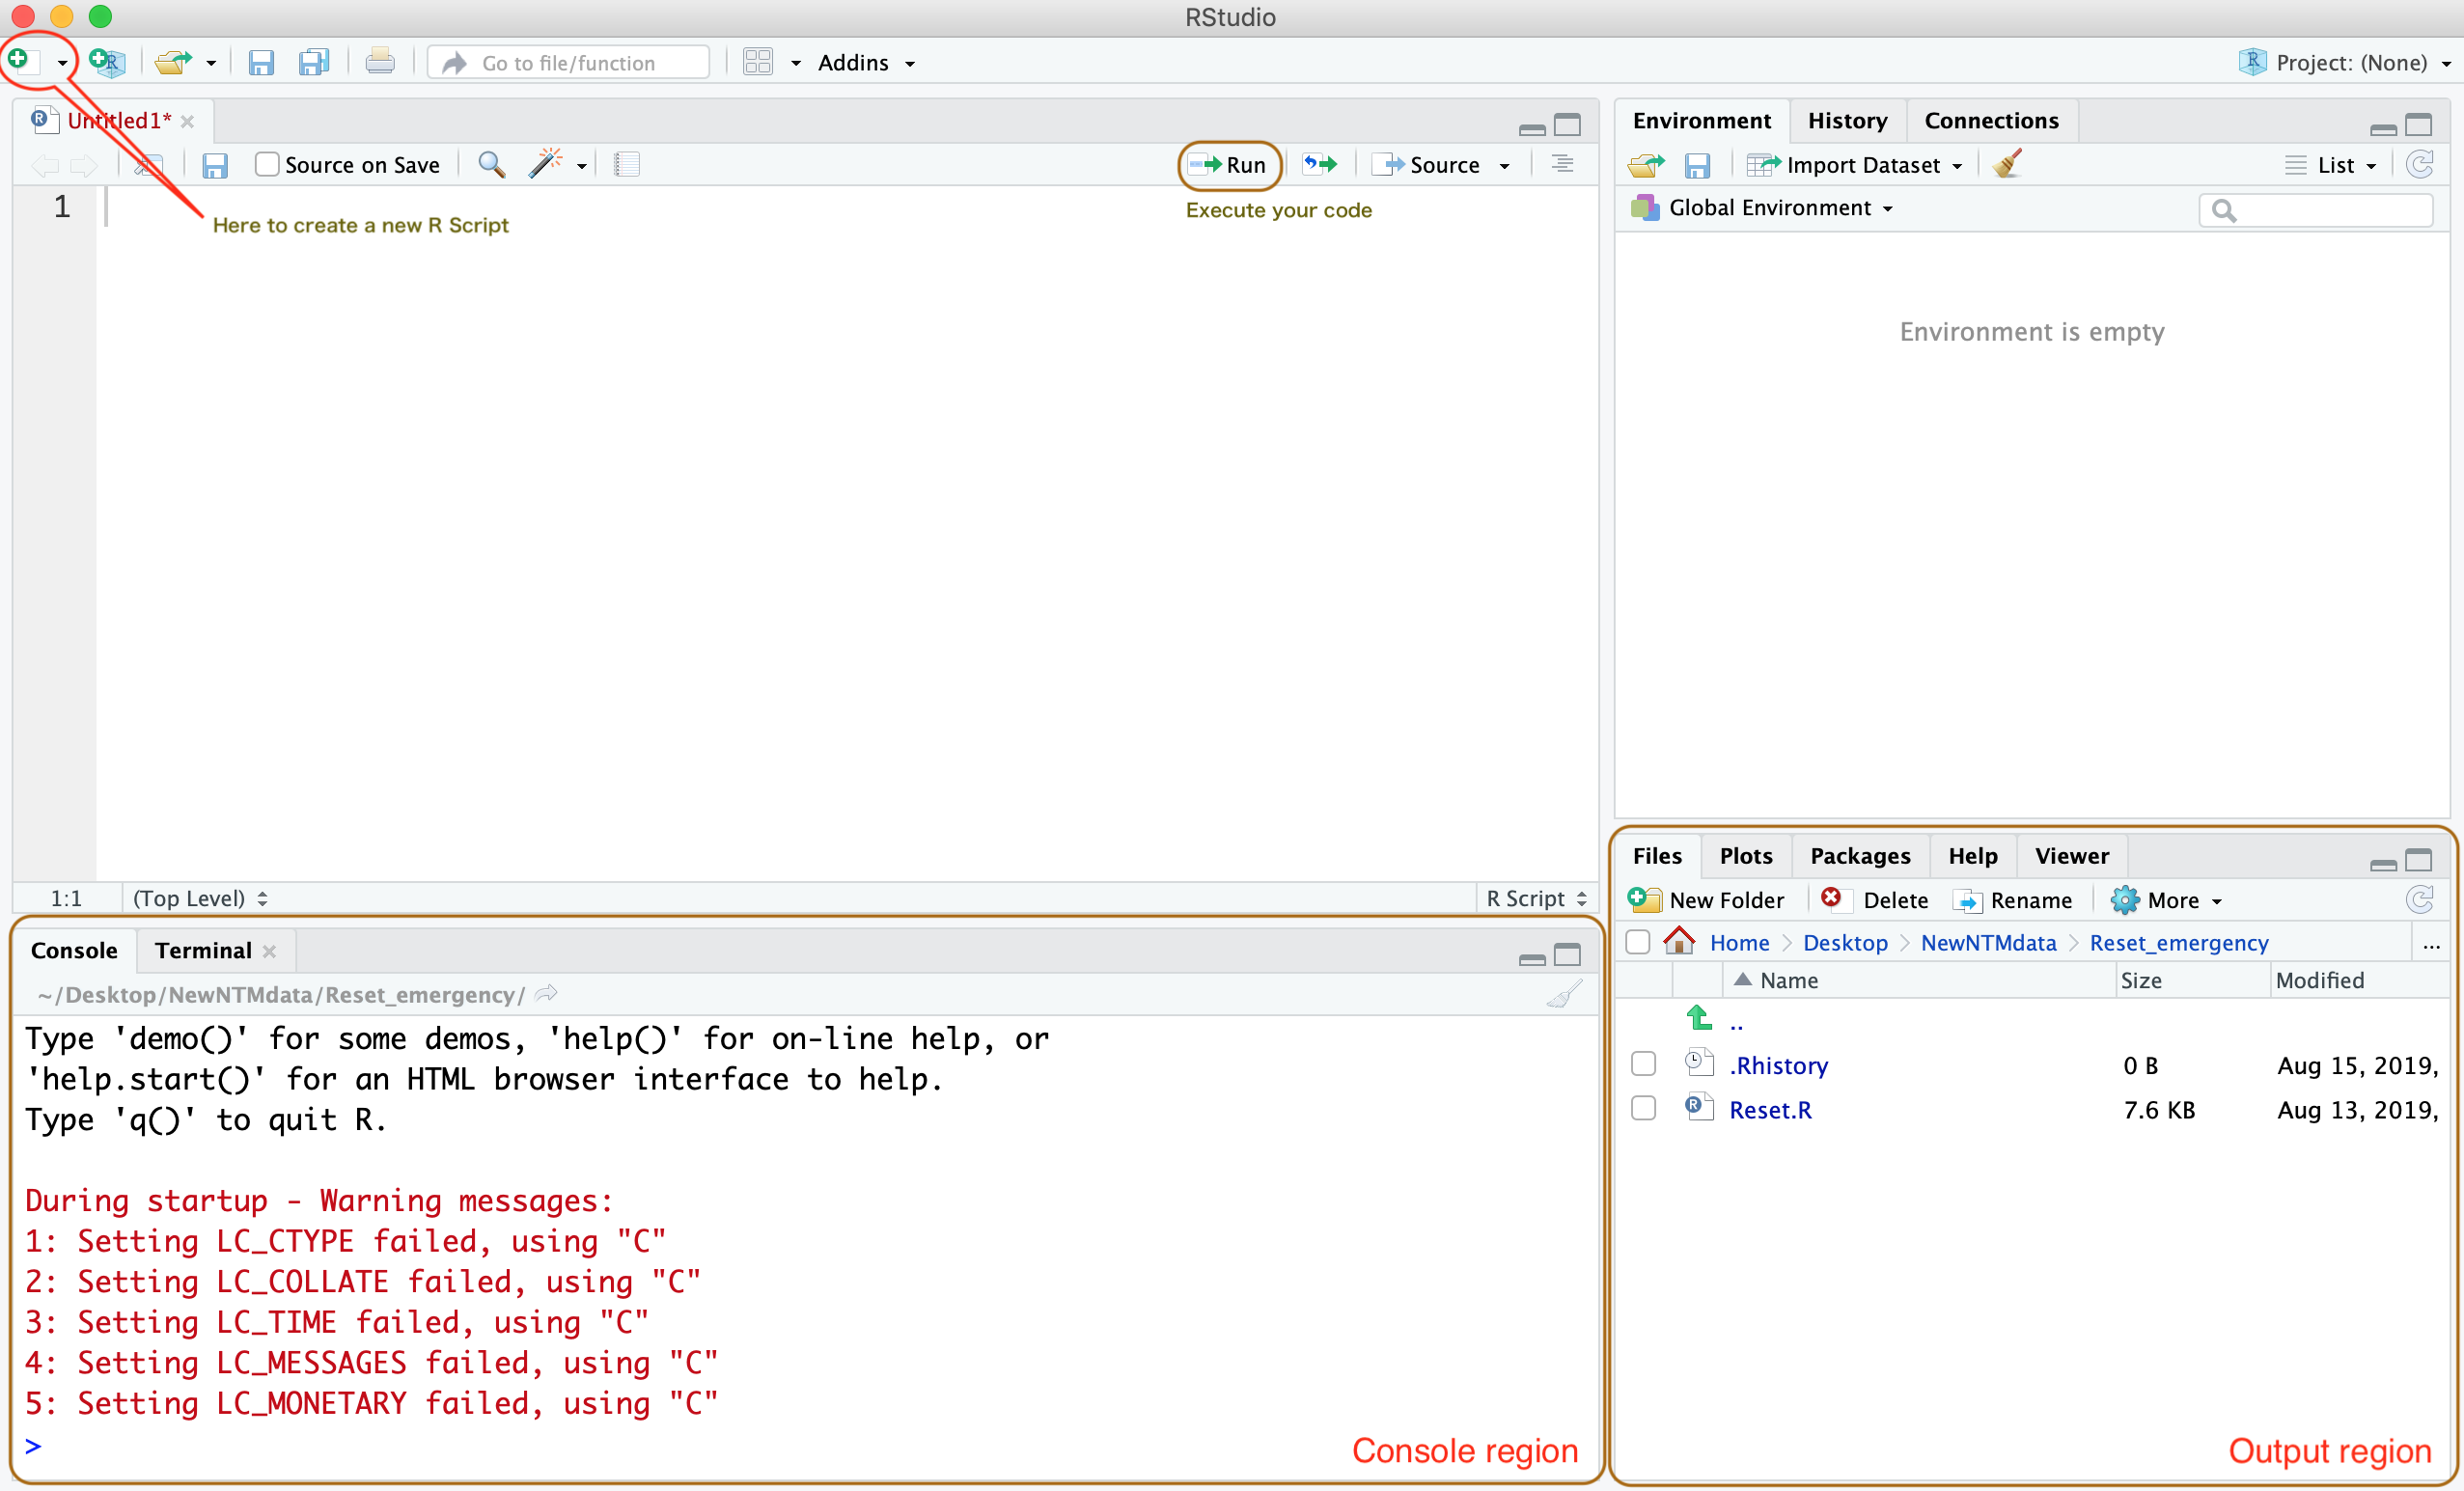 RStudio
Go to file/function
Addins
Project: (None)
Untitled1*
Source on Save
Run
Source
1
Here to create a new R Script
Execute your code
1:1
(Top Level)
R Script
Environment
History
Connections
Import Dataset
List
Global Environment
Environment is empty
Console
Terminal
~/Desktop/NewNTMdata/Reset_emergency/
Type 'demo()' for some demos, 'help()' for on-line help, or
'help.start()' for an HTML browser interface to help.
Type 'q()' to quit R.
During startup - Warning messages:
1: Setting LC_CTYPE failed, using "C"
2: Setting LC_COLLATE failed, using "C"
3: Setting LC_TIME failed, using "C"
4: Setting LC_MESSAGES failed, using "C"
5: Setting LC_MONETARY failed, using "C"
>
Console region
Files
Plots
Packages
Help
Viewer
New Folder
Delete
Rename
More
Home > Desktop > NewNTMdata > Reset_emergency
...
Name Size Modified
..
.Rhistory 0 B Aug 15, 2019,
Reset.R 7.6 KB Aug 13, 2019,
Output region